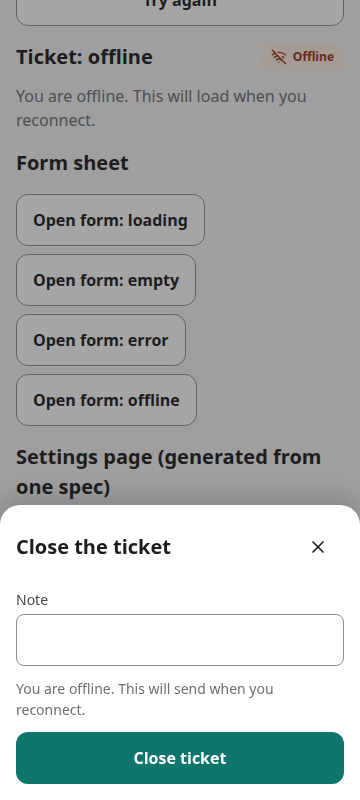 Try again
Ticket: offline
Offline
You are offline. This will load when you
reconnect.
Form sheet
Open form: loading
Open form: empty
Open form: error
Open form: offline
Settings page (generated from
one spec)
Close the ticket
Note
You are offline. This will send when you
reconnect.
Close ticket